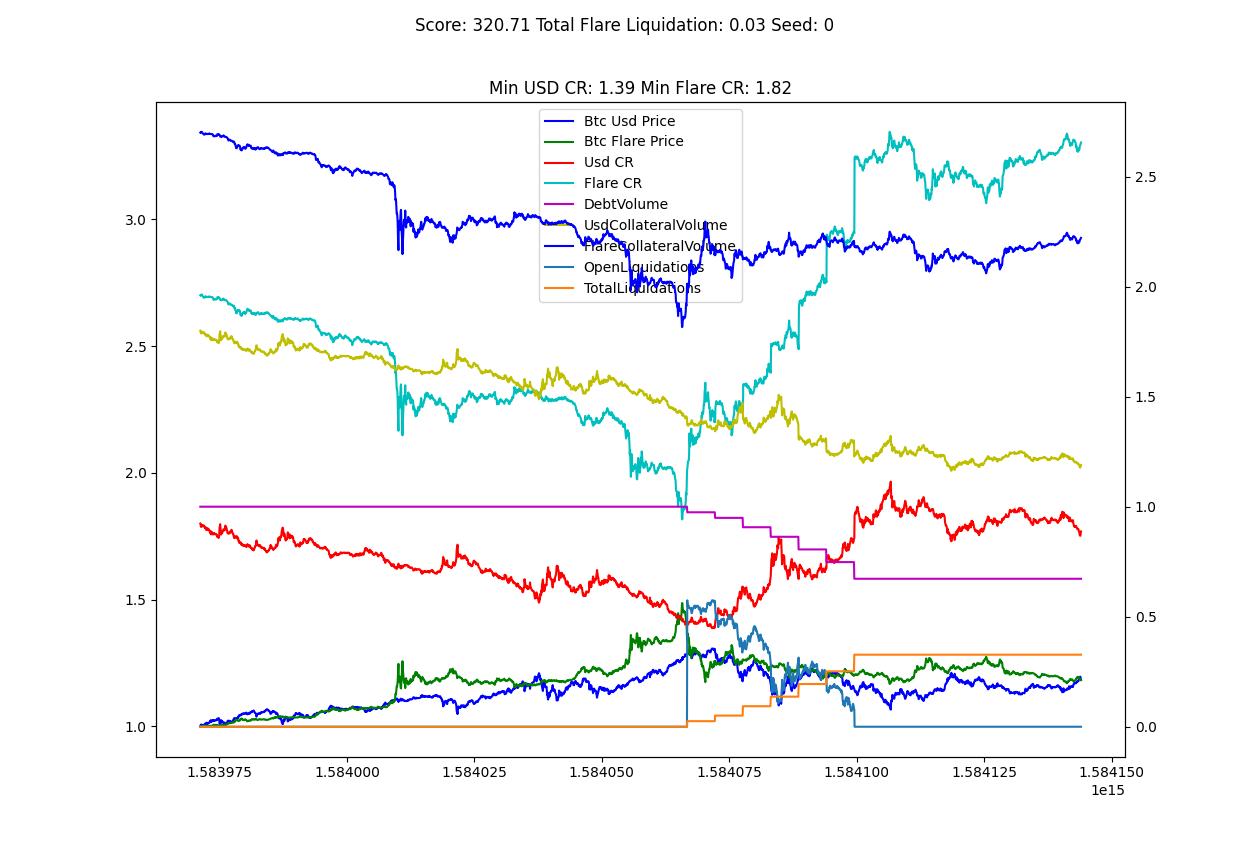 Score: 320.71 Total Flare Liquidation: 0.03 Seed: 0
Min USD CR: 1.39 Min Flare CR: 1.82
Btc Usd Price
Btc Flare Price
Usd CR
Flare CR
DebtVolume
UsdCollateralVolume
FlareCollateralVolume
OpenLiquidations
TotalLiquidations
3.0
2.5
2.0
1.5
1.0
2.5
2.0
1.5
1.0
0.5
0.0
1.583975 1.584000 1.584025 1.584050 1.584075 1.584100 1.584125 1.584150
1e15